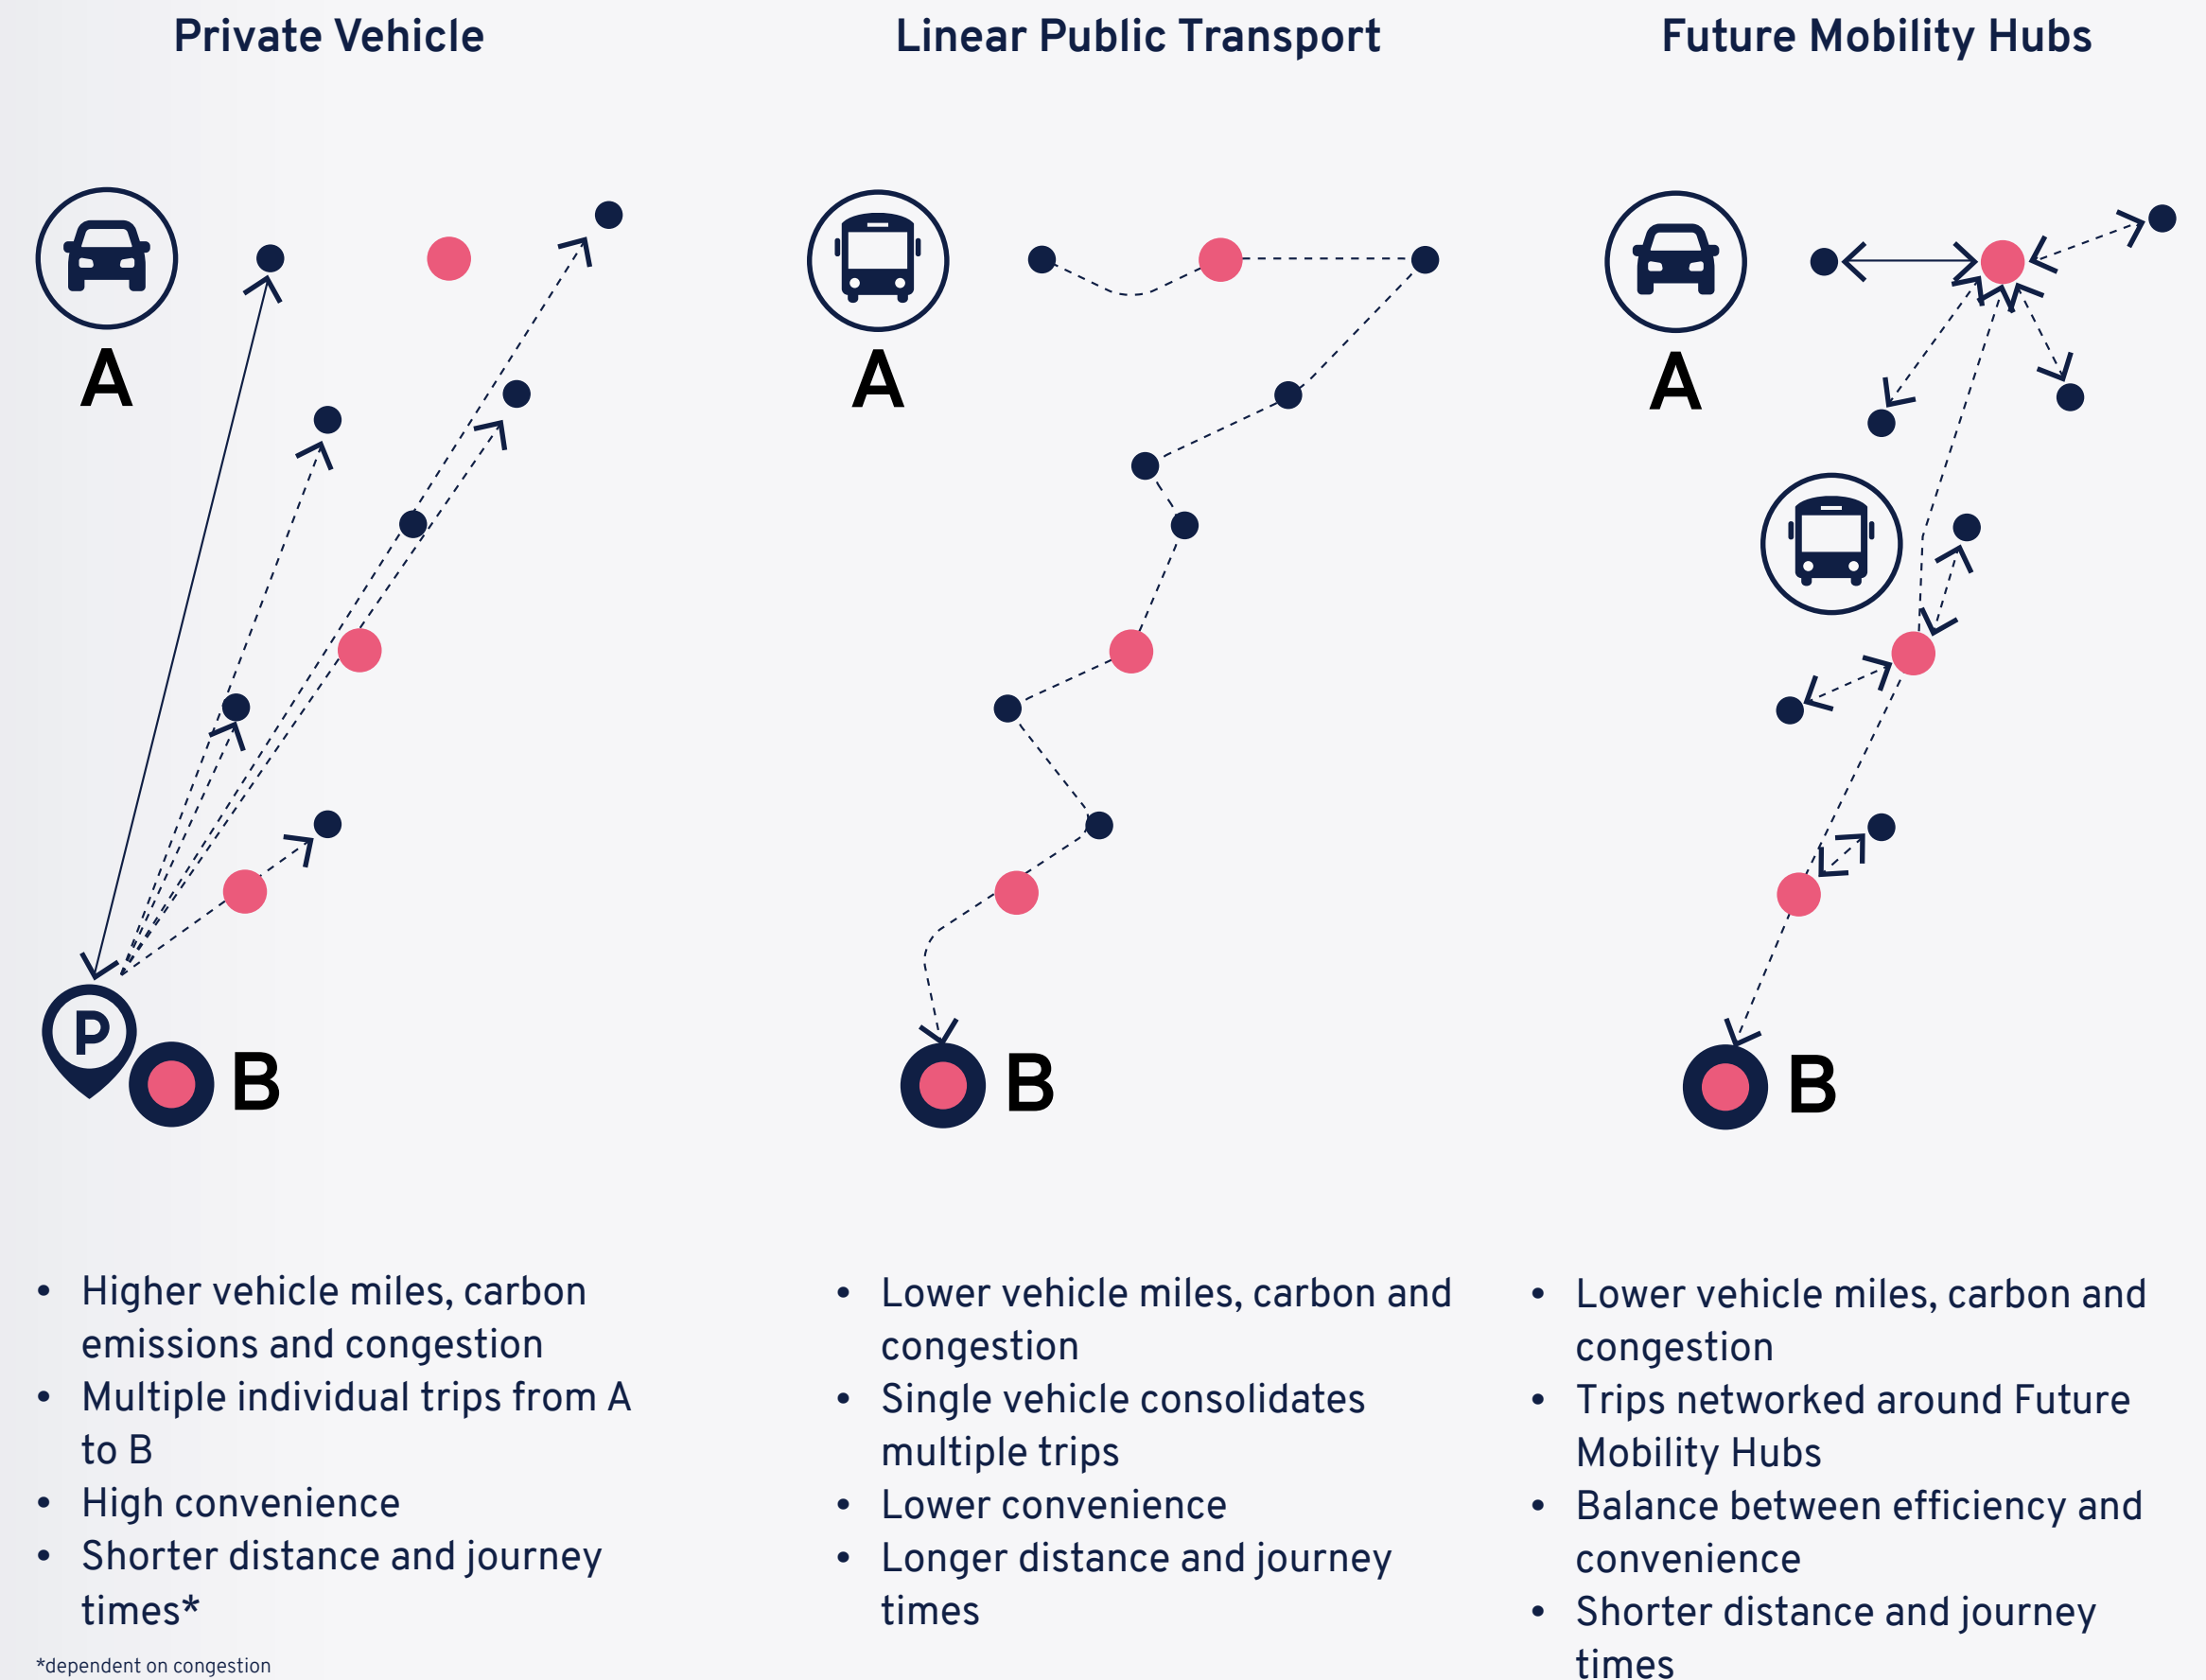 Private Vehicle
Linear Public Transport
Future Mobility Hubs
A
A
A
P
B
B
B
• Higher vehicle miles, carbon
emissions and congestion
• Multiple individual trips from A
to B
• High convenience
• Shorter distance and journey
times*
*dependent on congestion
• Lower vehicle miles, carbon and
congestion
• Single vehicle consolidates
multiple trips
• Lower convenience
• Longer distance and journey
times
• Lower vehicle miles, carbon and
congestion
• Trips networked around Future
Mobility Hubs
• Balance between efficiency and
convenience
• Shorter distance and journey
times